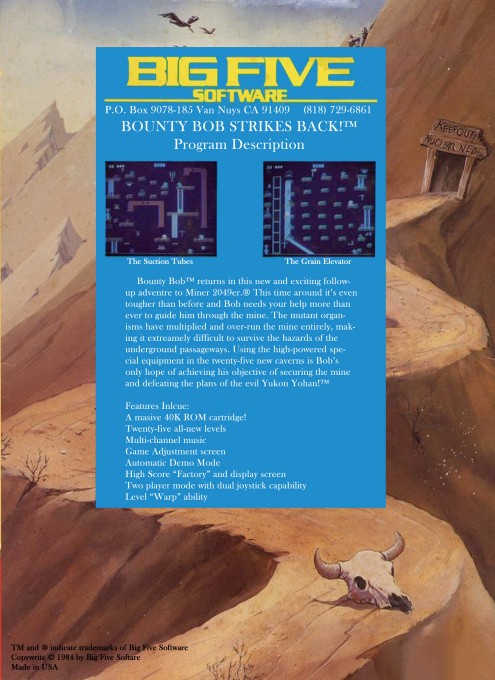 BIG FIVE
SOFTWARE
P.O. Box 9078-185 Van Nuys CA 91409 (818) 729-6861
BOUNTY BOB STRIKES BACK!™
Program Description
The Suction Tubes
The Grain Elevator
Bounty Bob™ returns in this new and exciting follow-
up adventre to Miner 2049er.® This time around it's even
tougher than before and Bob needs your help more than
ever to guide him through the mine. The mutant organ-
isms have multiplied and over-run the mine entirely, mak-
ing it extreamely difficult to survive the hazards of the
underground passageways. Using the high-powered spe-
cial equipment in the twenty-five new caverns is Bob's
only hope of achieving his objective of securing the mine
and defeating the plans of the evil Yukon Yohan!™
Features Inlcue:
A masive 40K ROM cartridge!
Twenty-five all-new levels
Multi-channel music
Game Adjustment screen
Automatic Demo Mode
High Score “Factory” and display screen
Two player mode with dual joystick capability
Level “Warp” ability
KEEP OUT!
NUCLEAR
TM and ® indicate trademarks of Big Five Software
Copywrite © 1984 by Big Five Softare
Made in USA